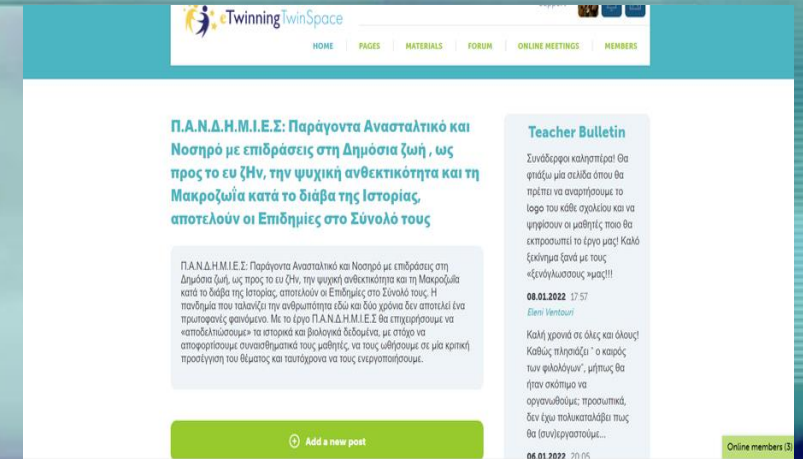 eTwinning TwinSpace
HOME PAGES MATERIALS FORUM ONLINE MEETINGS MEMBERS
Π.Α.Ν.Δ.Η.Μ.Ι.Ε.Σ: Παράγοντα Ανασταλτικό και
Νοσηρό με επιδράσεις στη Δημόσια ζωή , ως
προς το ευ ζΗν, την ψυχική ανθεκτικότητα και τη
Μακροζωΐα κατά το διάβα της Ιστορίας,
αποτελούν οι Επιδημίες στο Σύνολό τους
Π.Α.Ν.Δ.Η.Μ.Ι.Ε.Σ: Παράγοντα Ανασταλτικό και Νοσηρό με επιδράσεις στη
Δημόσια ζωή, ως προς το ευ ζΗν, την ψυχική ανθεκτικότητα και τη Μακροζωΐα
κατά το διάβα της Ιστορίας, αποτελούν οι Επιδημίες στο Σύνολό τους. Η
πανδημία που ταλανίζει την ανθρωπότητα εδώ και δύο χρόνια δεν αποτελεί ένα
πρωτοφανές φαινόμενο. Με το έργο Π.Α.Ν.Δ.Η.Μ.Ι.Ε.Σ θα επιχειρήσουμε να
«αποδελτιώσουμε» τα ιστορικά και βιολογικά δεδομένα, με στόχο να
αποφορτίσουμε συναισθηματικά τους μαθητές, να τους ωθήσουμε σε μία κριτική
προσέγγιση του θέματος και ταυτόχρονα να τους ενεργοποιήσουμε.
Add a new post
Teacher Bulletin
Συνάδερφοι καλησπέρα! Θα
φτιάξω μία σελίδα όπου θα
πρέπει να αναρτήσουμε το
logo του κάθε σχολείου και να
ψηφίσουν οι μαθητές ποιο θα
εκπροσωπεί το έργο μας! Καλό
ξεκίνημα ξανά με τους
«ξενόγλωσσους »μας!!!
08.01.2022 17:57
Eleni Ventouri
Καλή χρονιά σε όλες και όλους!
Καθώς πλησιάζει ¨ ο καιρός
των φιλολόγων¨, μήπως θα
ήταν σκόπιμο να
οργανωθούμε; προσωπικά,
δεν έχω πολυκαταλάβει πως
θα (συν)εργαστούμε...
06.01.2022 20:05
Online members (3)